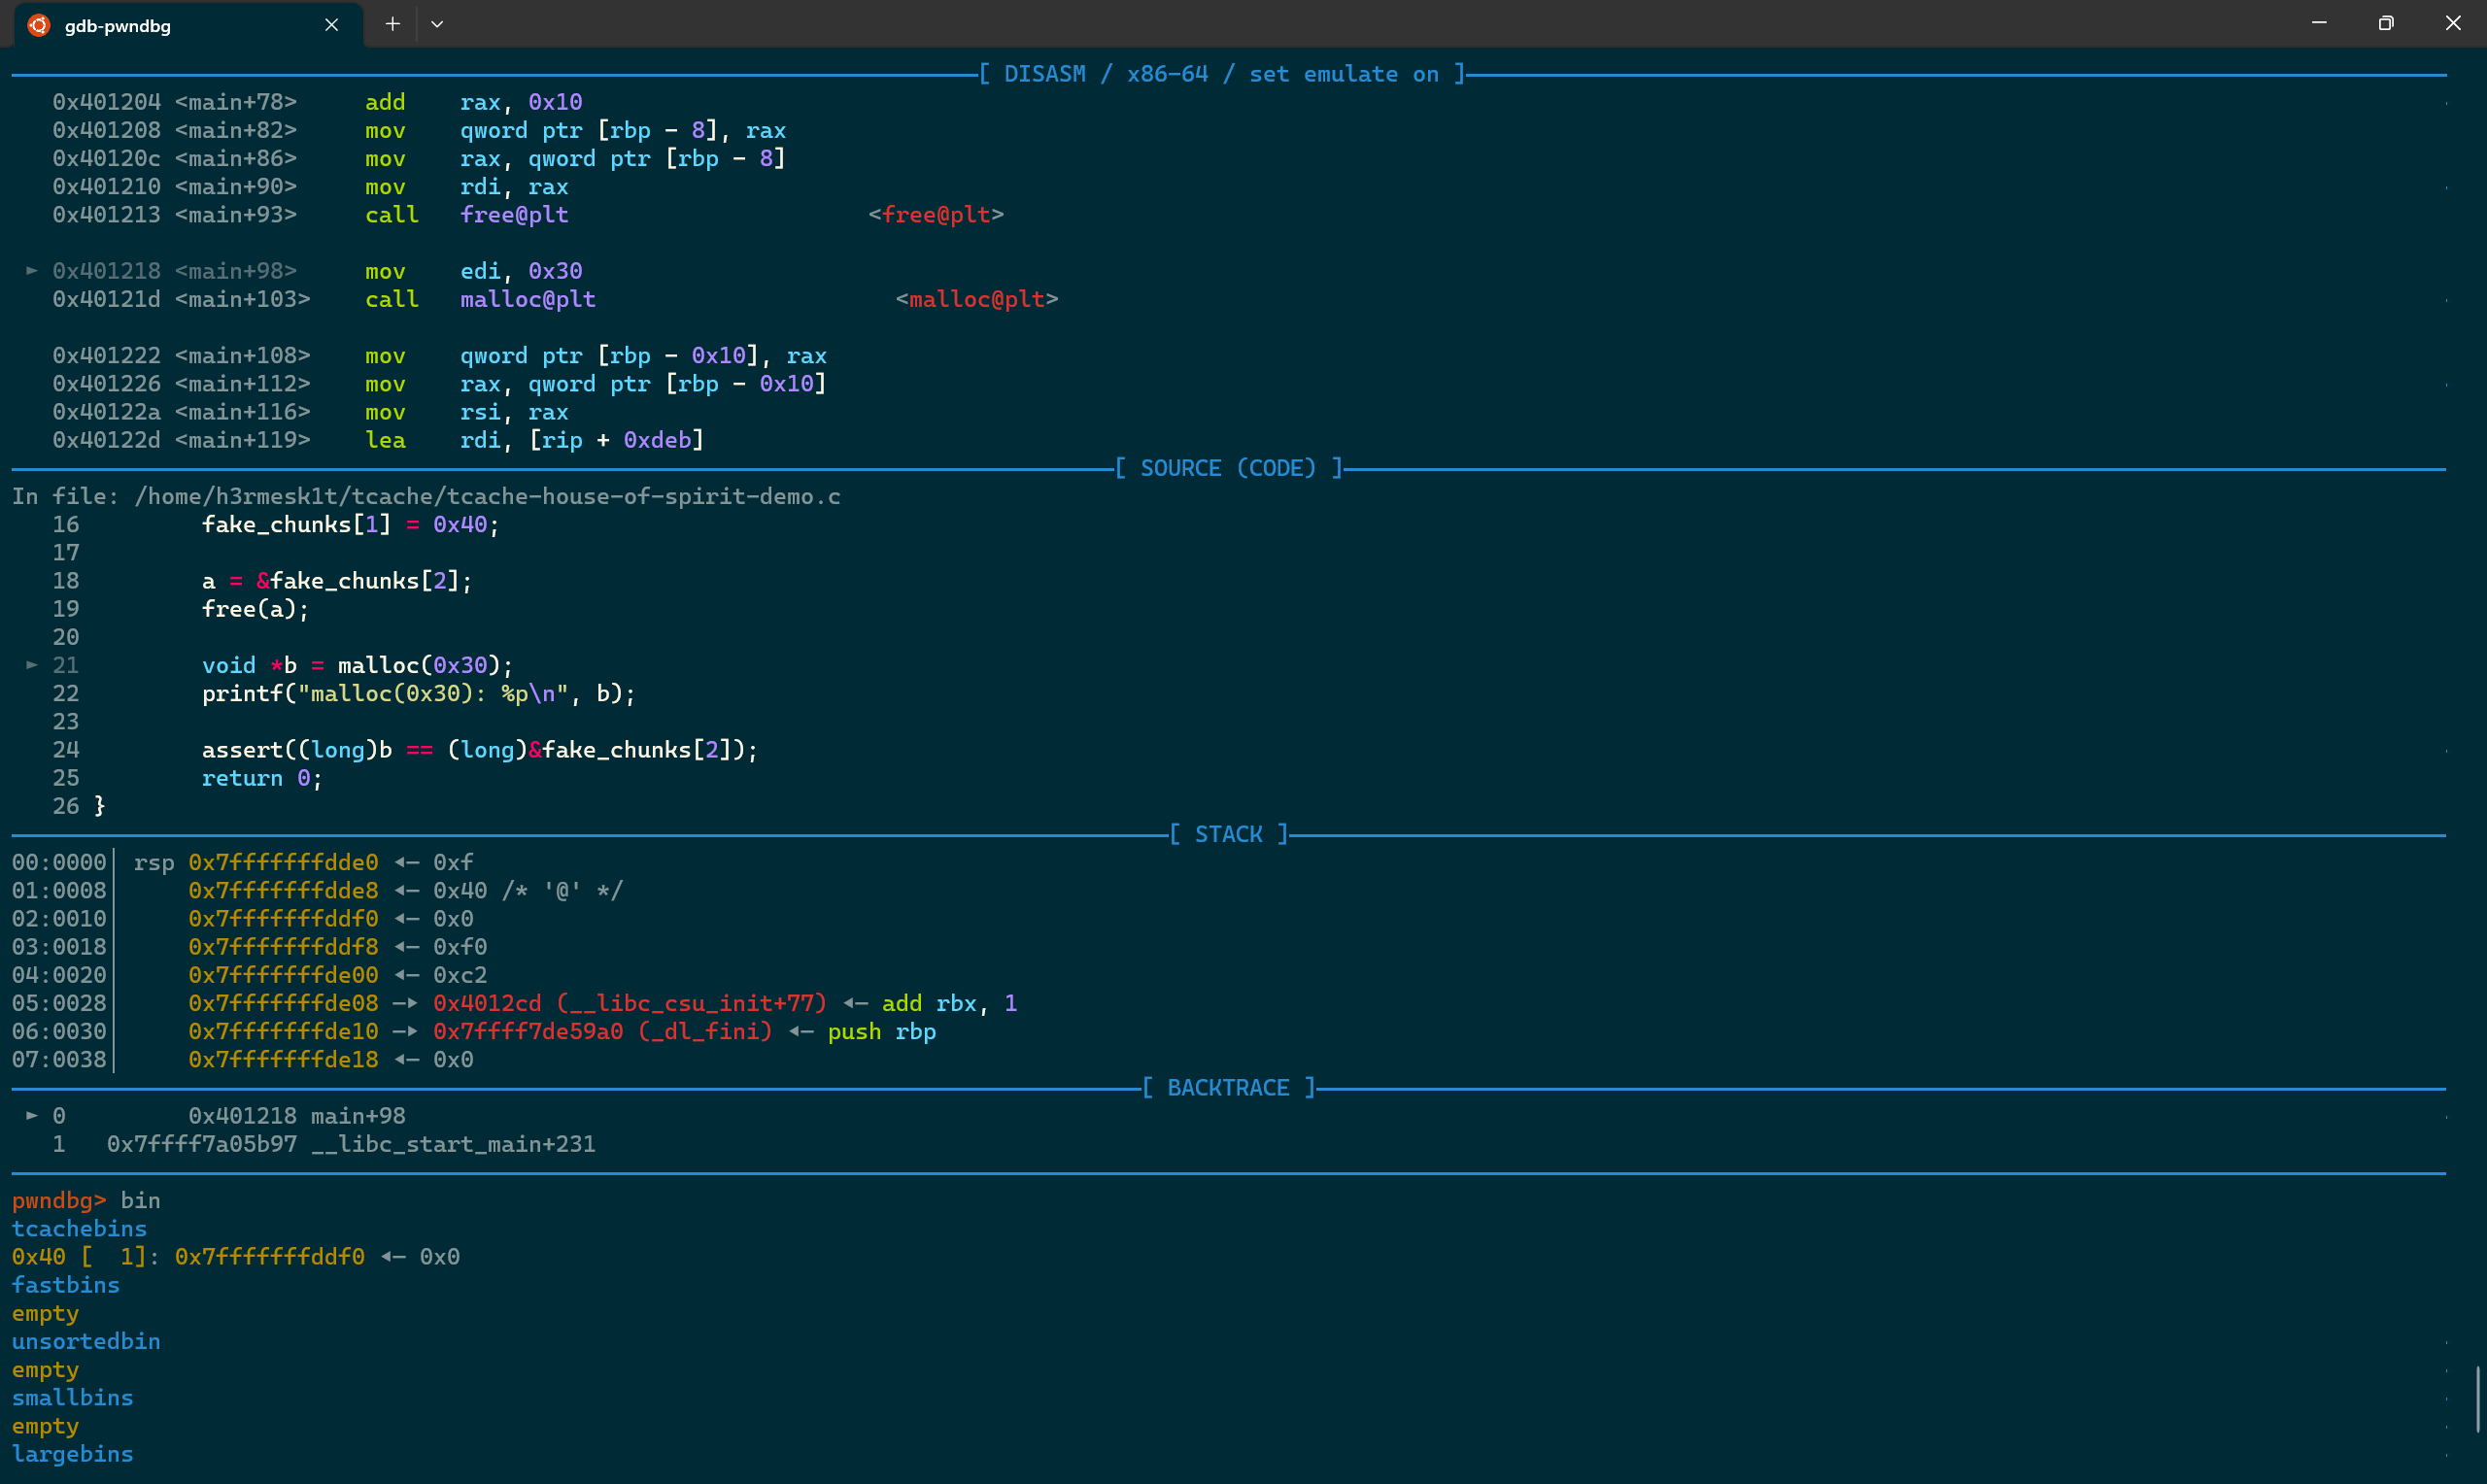 gdb-pwndbg
[ DISASM / x86-64 / set emulate on ]
0x401204 <main+78> add rax, 0x10
0x401208 <main+82> mov qword ptr [rbp - 8], rax
0x40120c <main+86> mov rax, qword ptr [rbp - 8]
0x401210 <main+90> mov rdi, rax
0x401213 <main+93> call free@plt <free@plt>
► 0x401218 <main+98> mov edi, 0x30
0x40121d <main+103> call malloc@plt <malloc@plt>
0x401222 <main+108> mov qword ptr [rbp - 0x10], rax
0x401226 <main+112> mov rax, qword ptr [rbp - 0x10]
0x40122a <main+116> mov rsi, rax
0x40122d <main+119> lea rdi, [rip + 0xdeb]
[ SOURCE (CODE) ]
In file: /home/h3rmesk1t/tcache/tcache-house-of-spirit-demo.c
16 fake_chunks[1] = 0x40;
17
18 a = &fake_chunks[2];
19 free(a);
20
► 21 void *b = malloc(0x30);
22 printf("malloc(0x30): %p\n", b);
23
24 assert((long)b == (long)&fake_chunks[2]);
25 return 0;
26 }
[ STACK ]
00:0000│ rsp 0x7fffffffdde0 ◂— 0xf
01:0008│ 0x7fffffffdde8 ◂— 0x40 /* '@' */
02:0010│ 0x7fffffffddf0 ◂— 0x0
03:0018│ 0x7fffffffddf8 ◂— 0xf0
04:0020│ 0x7fffffffde00 ◂— 0xc2
05:0028│ 0x7fffffffde08 —▸ 0x4012cd (__libc_csu_init+77) ◂— add rbx, 1
06:0030│ 0x7fffffffde10 —▸ 0x7ffff7de59a0 (_dl_fini) ◂— push rbp
07:0038│ 0x7fffffffde18 ◂— 0x0
[ BACKTRACE ]
► 0 0x401218 main+98
1 0x7ffff7a05b97 __libc_start_main+231
pwndbg> bin
tcachebins
0x40 [  1]: 0x7fffffffddf0 ◂— 0x0
fastbins
empty
unsortedbin
empty
smallbins
empty
largebins